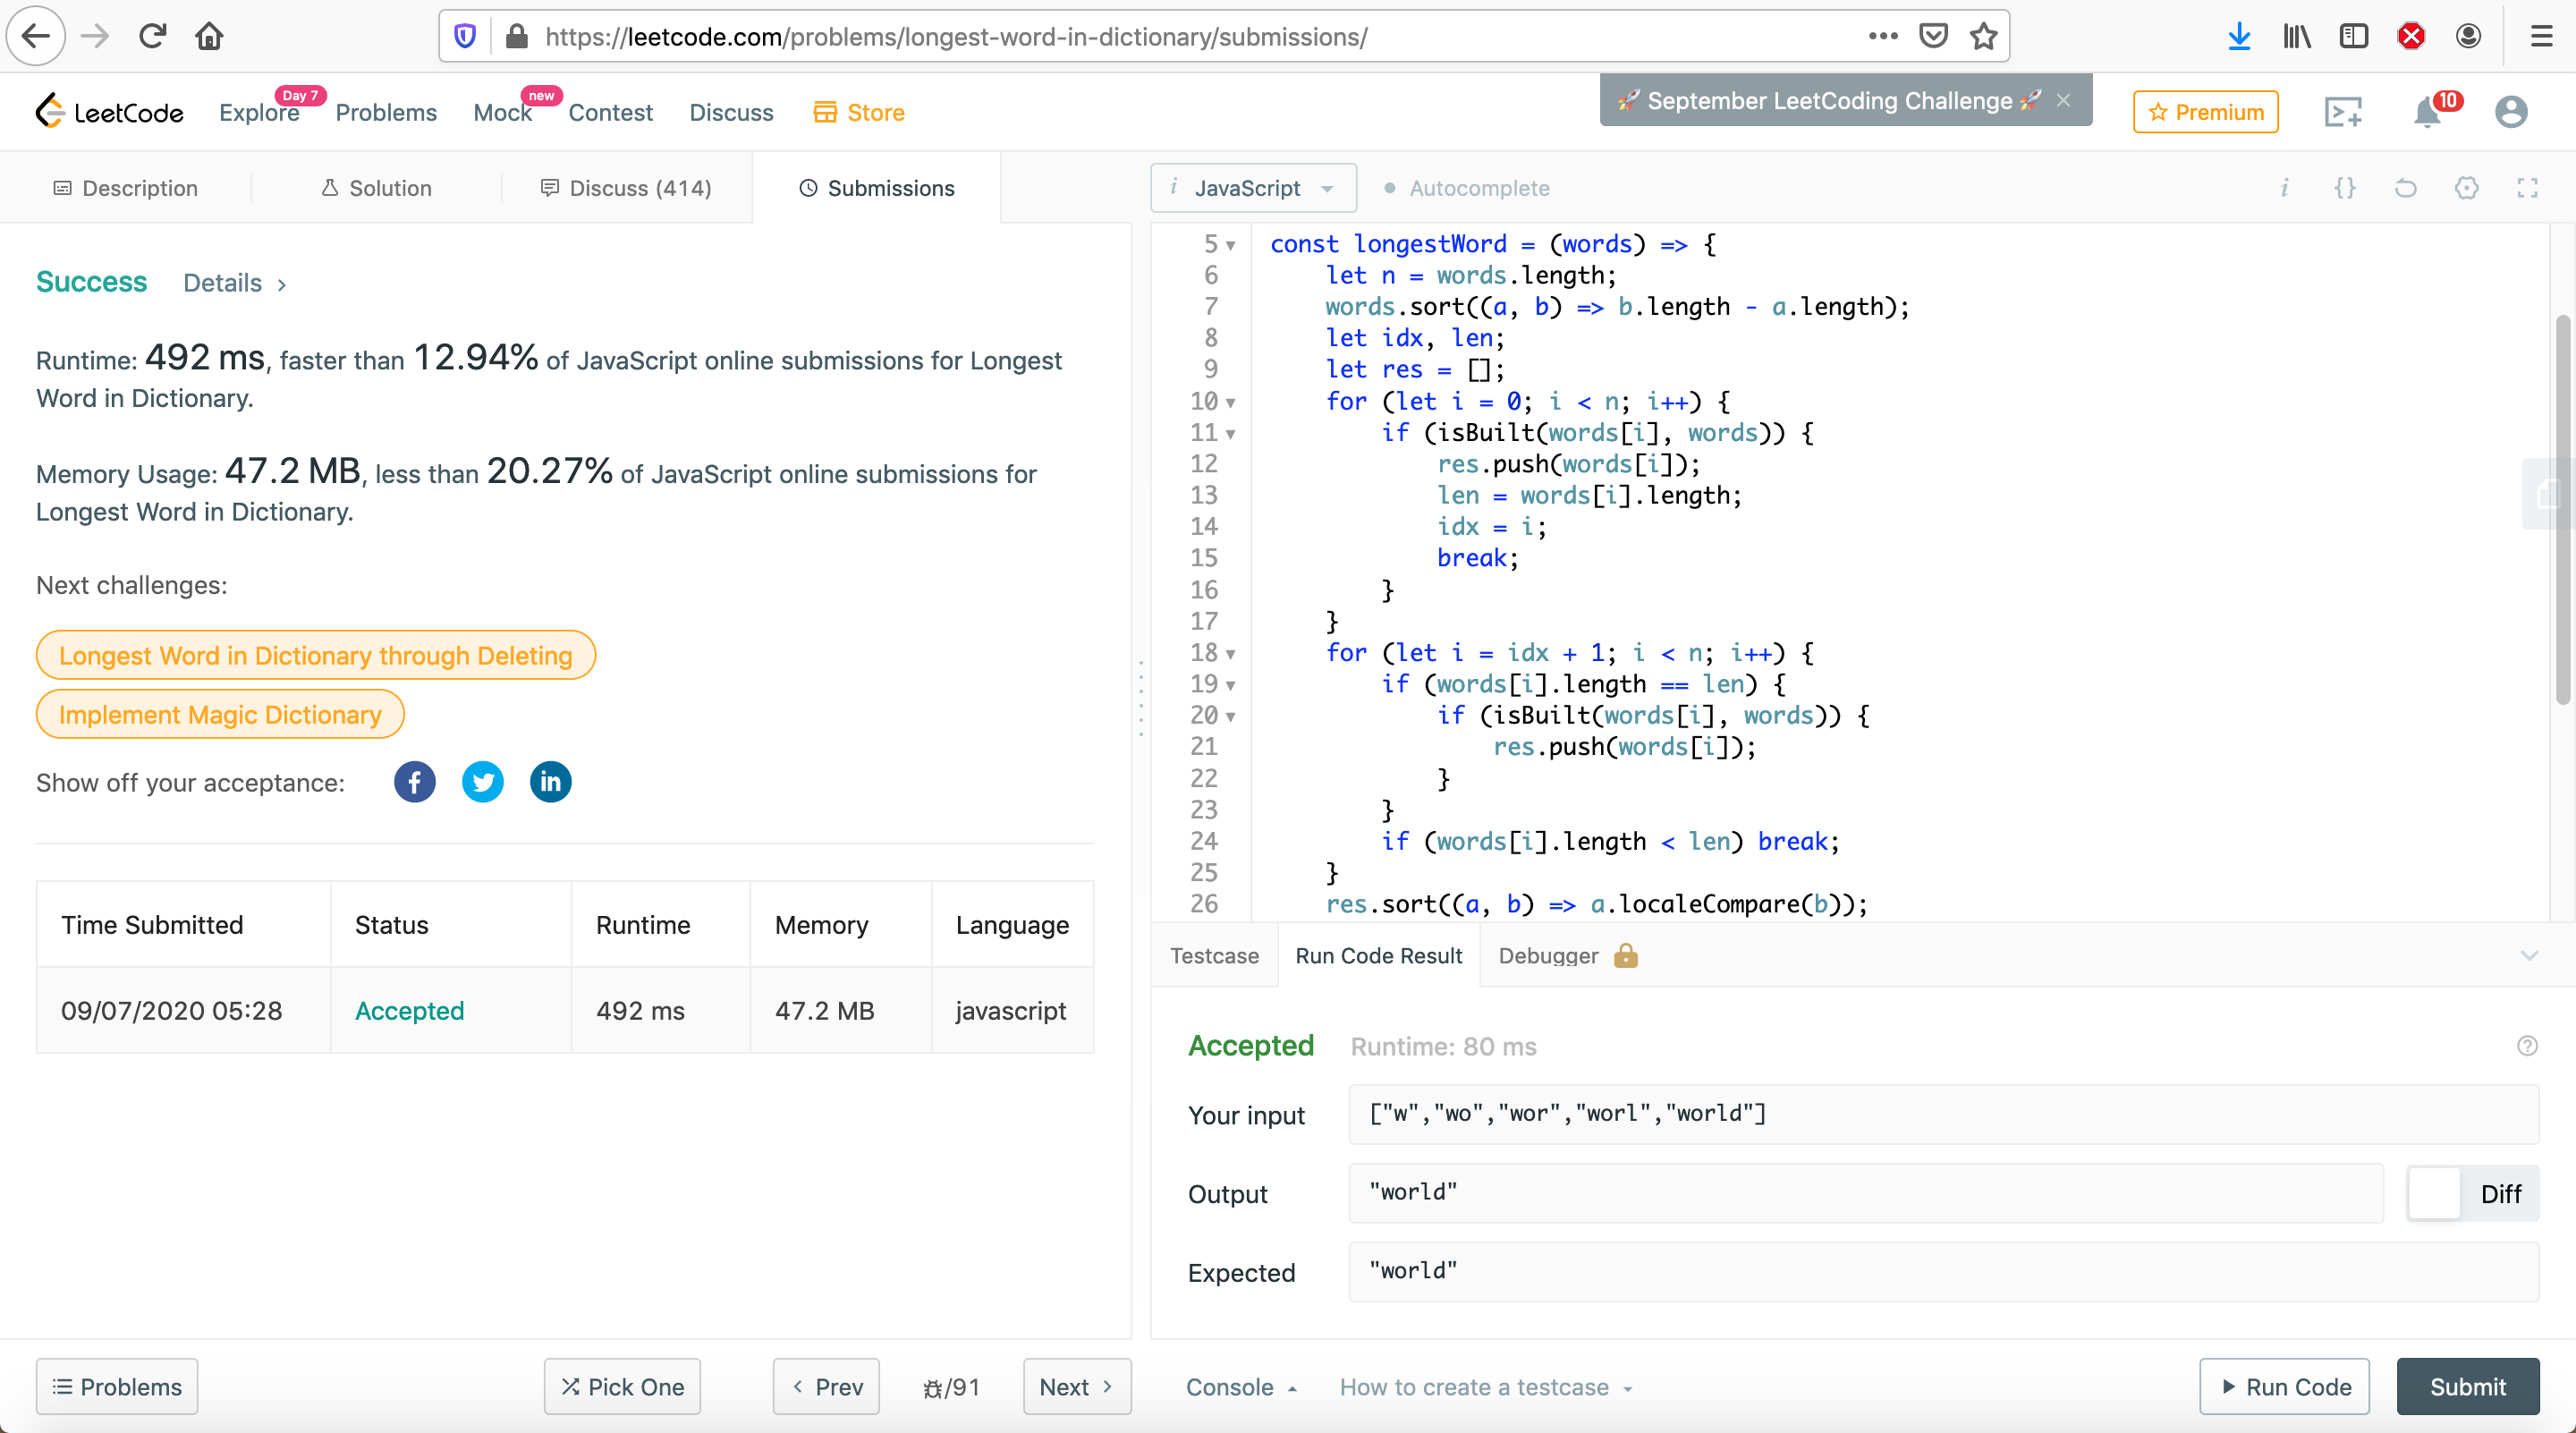 https://leetcode.com/problems/longest-word-in-dictionary/submissions/
LeetCode
Explore
Day 7
Problems
Mock
new
Contest
Discuss
Store
🚀 September LeetCoding Challenge 🚀 ×
Premium
10
Description
Solution
Discuss (414)
Submissions
i JavaScript
Autocomplete
i {}
Success
Details >
Runtime: 492 ms, faster than 12.94% of JavaScript online submissions for Longest
Word in Dictionary.
Memory Usage: 47.2 MB, less than 20.27% of JavaScript online submissions for
Longest Word in Dictionary.
Next challenges:
Longest Word in Dictionary through Deleting
Implement Magic Dictionary
Show off your acceptance:
f
in
Time Submitted Status Runtime Memory Language
09/07/2020 05:28 Accepted 492 ms 47.2 MB javascript
5 const longestWord = (words) => {
6 let n = words.length;
7 words.sort((a, b) => b.length - a.length);
8 let idx, len;
9 let res = [];
10 for (let i = 0; i < n; i++) {
11 if (isBuilt(words[i], words)) {
12 res.push(words[i]);
13 len = words[i].length;
14 idx = i;
15 break;
16 }
17 }
18 for (let i = idx + 1; i < n; i++) {
19 if (words[i].length == len) {
20 if (isBuilt(words[i], words)) {
21 res.push(words[i]);
22 }
23 }
24 if (words[i].length < len) break;
25 }
26 res.sort((a, b) => a.localeCompare(b));
Testcase
Run Code Result
Debugger
Accepted Runtime: 80 ms
?
Your input ["w","wo","wor","worl","world"]
Output "world"
Diff
Expected "world"
Problems
Pick One
< Prev
/91
Next >
Console
How to create a testcase
Run Code
Submit